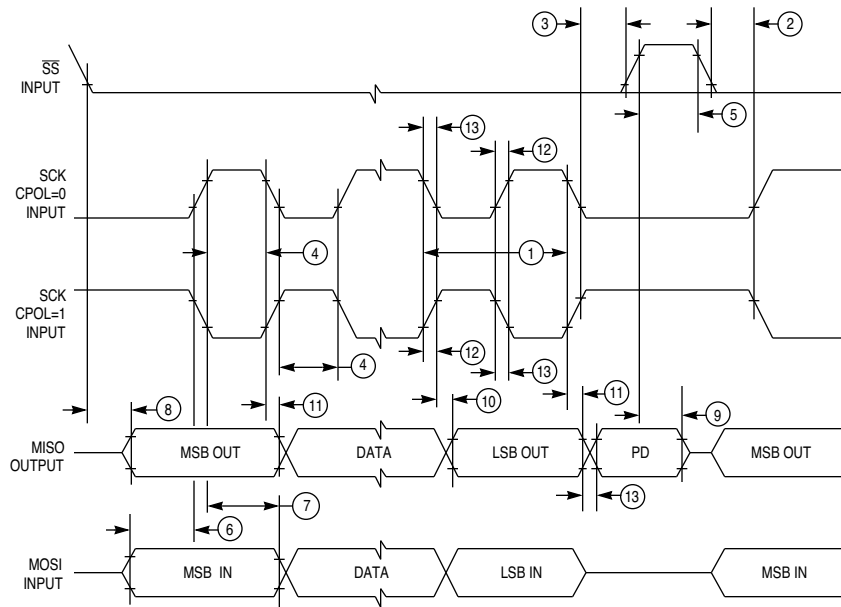 3
2
SS
INPUT
5
13
12
SCK
CPOL=0
INPUT
4
1
SCK
CPOL=1
INPUT
12
4
13
8
11
10
11
9
MISO
OUTPUT
MSB OUT
DATA
LSB OUT
PD
MSB OUT
13
7
6
MOSI
INPUT
MSB IN
DATA
LSB IN
MSB IN